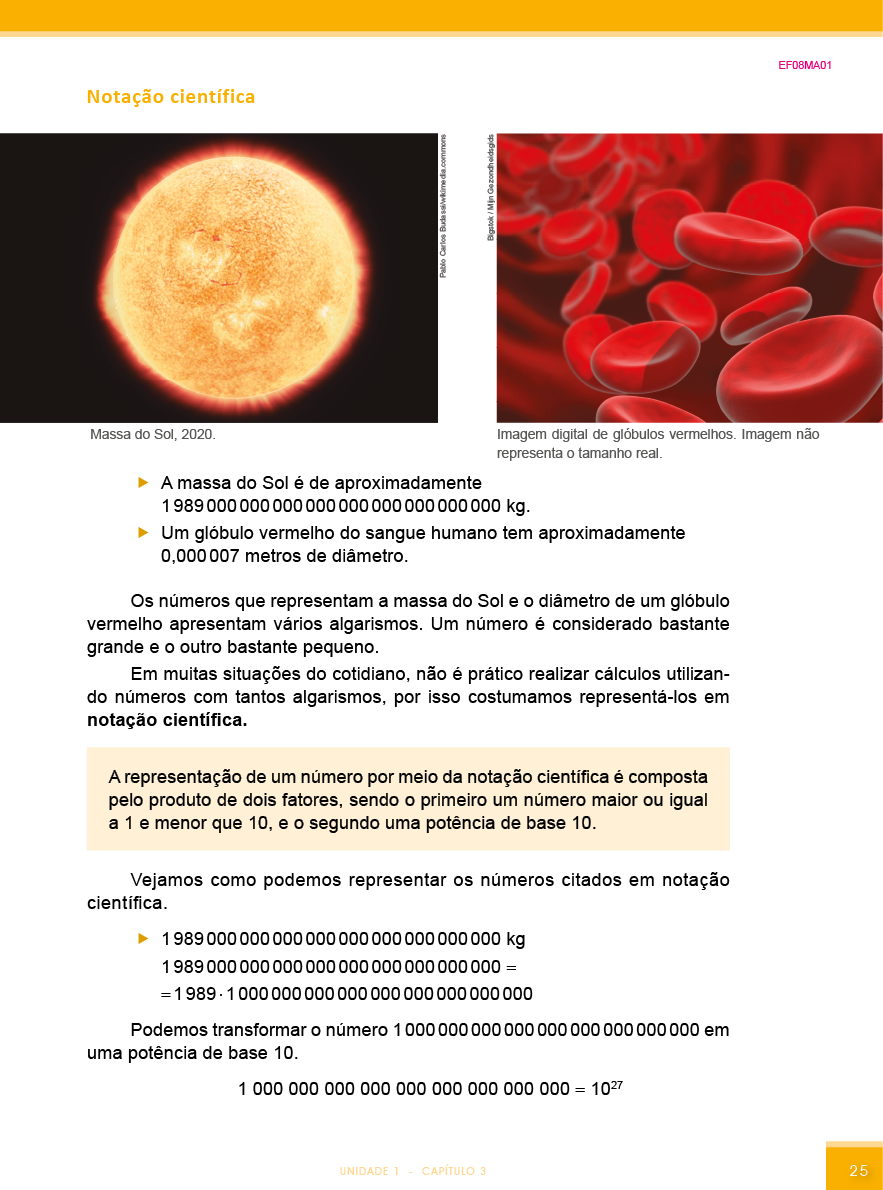 EF08MA01
Notação científica
Pablo Carlos Budassi/wikimedia.commons
Bigstok / Mijn Gezondheidsgids
Massa do Sol, 2020.
Imagem digital de glóbulos vermelhos. Imagem não
representa o tamanho real.
A massa do Sol é de aproximadamente
1 989 000 000 000 000 000 000 000 000 000 kg.
Um glóbulo vermelho do sangue humano tem aproximadamente
0,000 007 metros de diâmetro.
Os números que representam a massa do Sol e o diâmetro de um glóbulo
vermelho apresentam vários algarismos. Um número é considerado bastante
grande e o outro bastante pequeno.
Em muitas situações do cotidiano, não é prático realizar cálculos utilizan-
do números com tantos algarismos, por isso costumamos representá-los em
notação científica.
A representação de um número por meio da notação científica é composta
pelo produto de dois fatores, sendo o primeiro um número maior ou igual
a 1 e menor que 10, e o segundo uma potência de base 10.
Vejamos como podemos representar os números citados em notação
científica.
1 989 000 000 000 000 000 000 000 000 000 kg
1 989 000 000 000 000 000 000 000 000 000 =
= 1 989 · 1 000 000 000 000 000 000 000 000 000
Podemos transformar o número 1 000 000 000 000 000 000 000 000 000 em
uma potência de base 10.
1 000 000 000 000 000 000 000 000 000 = 10²⁷
UNIDADE 1 - CAPÍTULO 3
25